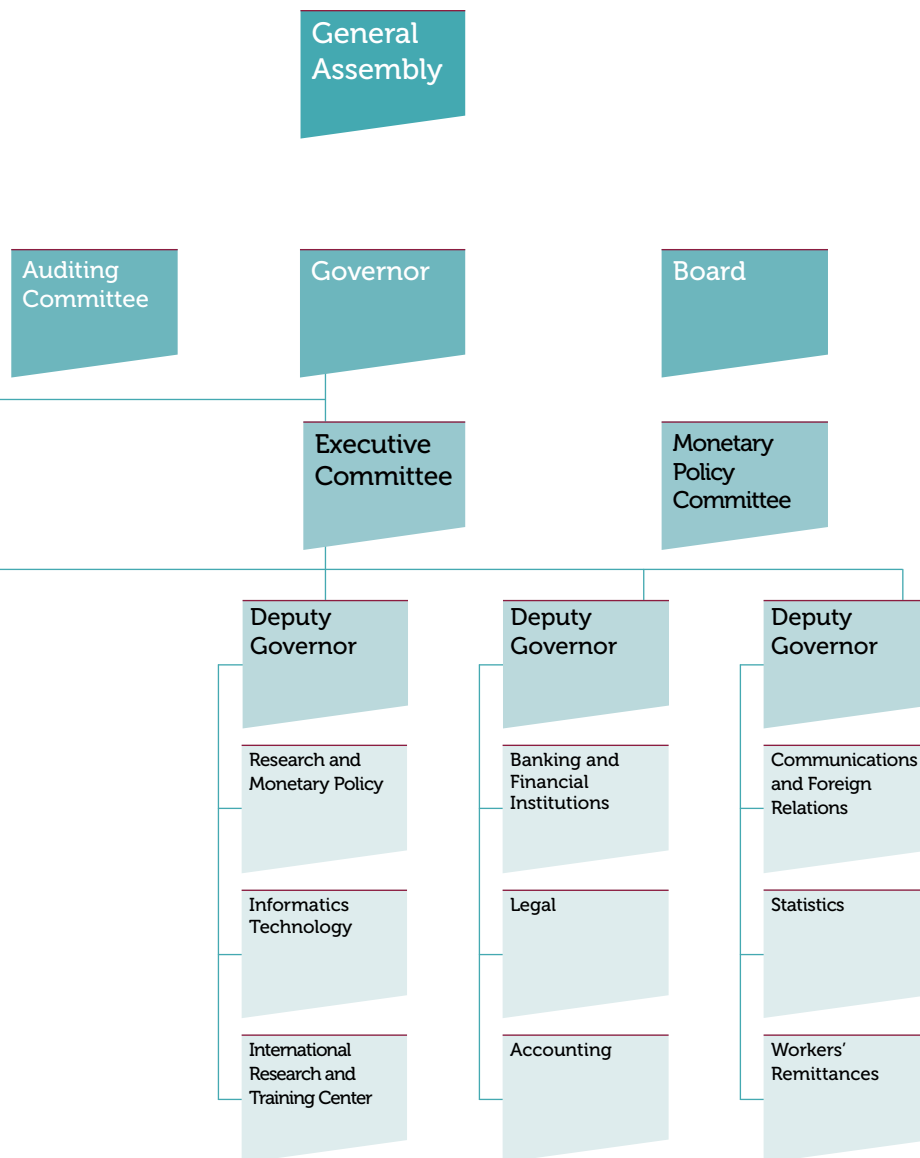 General
Assembly
Auditing
Committee
Governor
Board
Executive
Committee
Monetary
Policy
Committee
Deputy
Governor
Deputy
Governor
Deputy
Governor
Research and
Monetary Policy
Banking and
Financial
Institutions
Communications
and Foreign
Relations
Informatics
Technology
Legal
Statistics
International
Research and
Training Center
Accounting
Workers'
Remittances